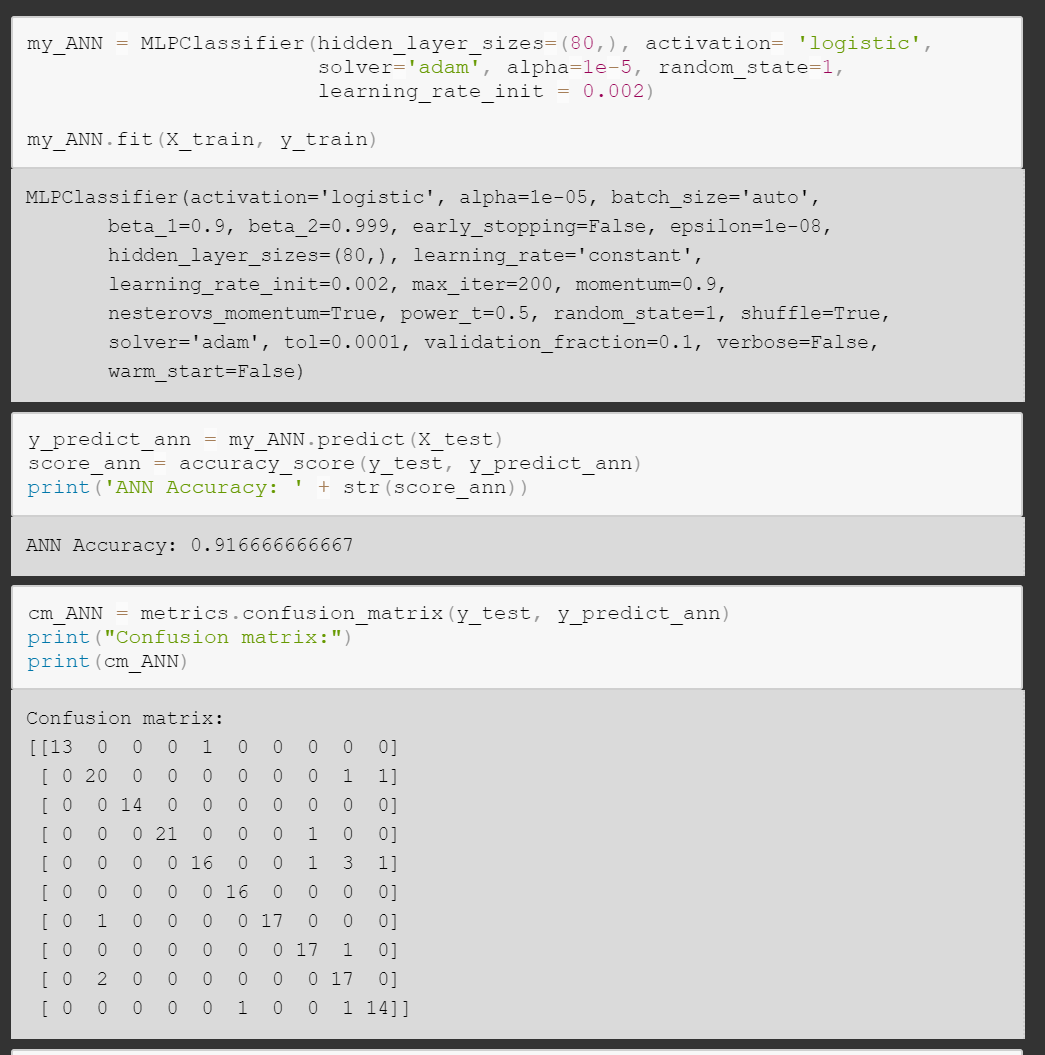 my_ANN = MLPClassifier(hidden_layer_sizes=(80,), activation= 'logistic',
                       solver='adam', alpha=1e-5, random_state=1,
                       learning_rate_init = 0.002)
my_ANN.fit(X_train, y_train)
MLPClassifier(activation='logistic', alpha=1e-05, batch_size='auto',
       beta_1=0.9, beta_2=0.999, early_stopping=False, epsilon=1e-08,
       hidden_layer_sizes=(80,), learning_rate='constant',
       learning_rate_init=0.002, max_iter=200, momentum=0.9,
       nesterovs_momentum=True, power_t=0.5, random_state=1, shuffle=True,
       solver='adam', tol=0.0001, validation_fraction=0.1, verbose=False,
       warm_start=False)
y_predict_ann = my_ANN.predict(X_test)
score_ann = accuracy_score(y_test, y_predict_ann)
print('ANN Accuracy: ' + str(score_ann))
ANN Accuracy: 0.916666666667
cm_ANN = metrics.confusion_matrix(y_test, y_predict_ann)
print("Confusion matrix:")
print(cm_ANN)
Confusion matrix:
[[13  0  0  0  1  0  0  0  0  0]
 [ 0 20  0  0  0  0  0  0  1  1]
 [ 0  0 14  0  0  0  0  0  0  0]
 [ 0  0  0 21  0  0  0  1  0  0]
 [ 0  0  0  0 16  0  0  1  3  1]
 [ 0  0  0  0  0 16  0  0  0  0]
 [ 0  1  0  0  0  0 17  0  0  0]
 [ 0  0  0  0  0  0  0 17  1  0]
 [ 0  2  0  0  0  0  0  0 17  0]
 [ 0  0  0  0  0  1  0  0  1 14]]